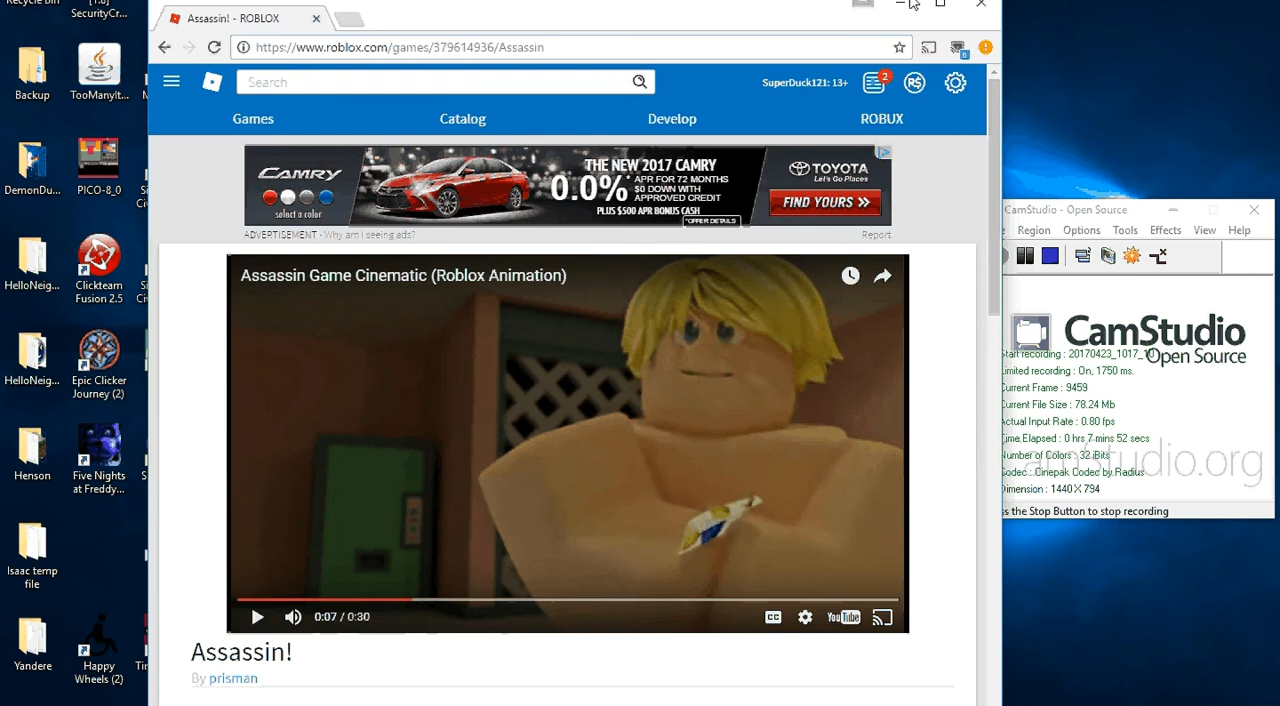 Recycle Bin
[1.8]
SecurityCr...
Backup
TooManyIt...
DemonDu...
PICO-8_0
HelloNeig...
Clickteam
Fusion 2.5
HelloNeig...
Epic Clicker
Journey (2)
Henson
Five Nights
at Freddy...
Isaac temp
file
Yandere
Happy
Wheels (2)
Assassin! - ROBLOX
https://www.roblox.com/games/379614936/Assassin
6
Search
SuperDuck121: 13+
2
R$
Games
Catalog
Develop
ROBUX
CAMRY
select a color
THE NEW 2017 CAMRY
0.0%* APR FOR 72 MONTHS
$0 DOWN WITH
APPROVED CREDIT
PLUS $500 APR BONUS CASH
*OFFER DETAILS
TOYOTA
Let's Go Places
FIND YOURS
ADVERTISEMENT - Why am I seeing ads?
Report
Assassin Game Cinematic (Roblox Animation)
0:07 / 0:30
CC
YouTube
Assassin!
By prisman
CamStudio - Open Source
Region
Options
Tools
Effects
View
Help
CamStudio
Open Source
Start recording : 20170423_1017_10
Limited recording : On, 1750 ms.
Current Frame : 9459
Current File Size : 78.24 Mb
Actual Input Rate : 0.80 fps
Time Elapsed : 0 hrs 7 mins 52 secs
Number of Colors : 32 Bits
Codec : Cinepak Codec by Radius
Dimension : 1440 X 794
CamStudio.org
the Stop Button to stop recording